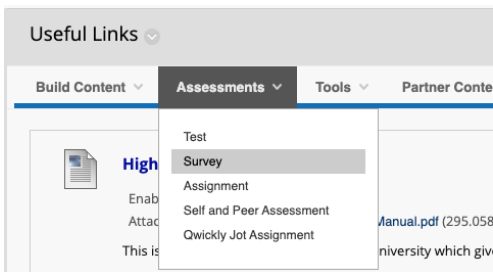 Useful Links
Build Content Assessments Tools Partner Conte
Test
High Survey
Assignment
Enab
Self and Peer Assessment
Attac Manual.pdf (295.058
Qwickly Jot Assignment
This is niversity which giv